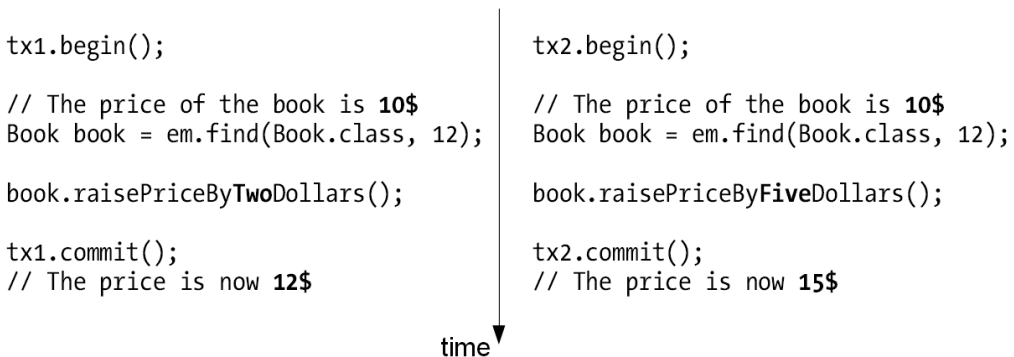 tx1.begin();
// The price of the book is 10$
Book book = em.find(Book.class, 12);
book.raisePriceByTwoDollars();
tx1.commit();
// The price is now 12$
tx2.begin();
// The price of the book is 10$
Book book = em.find(Book.class, 12);
book.raisePriceByFiveDollars();
tx2.commit();
// The price is now 15$
time